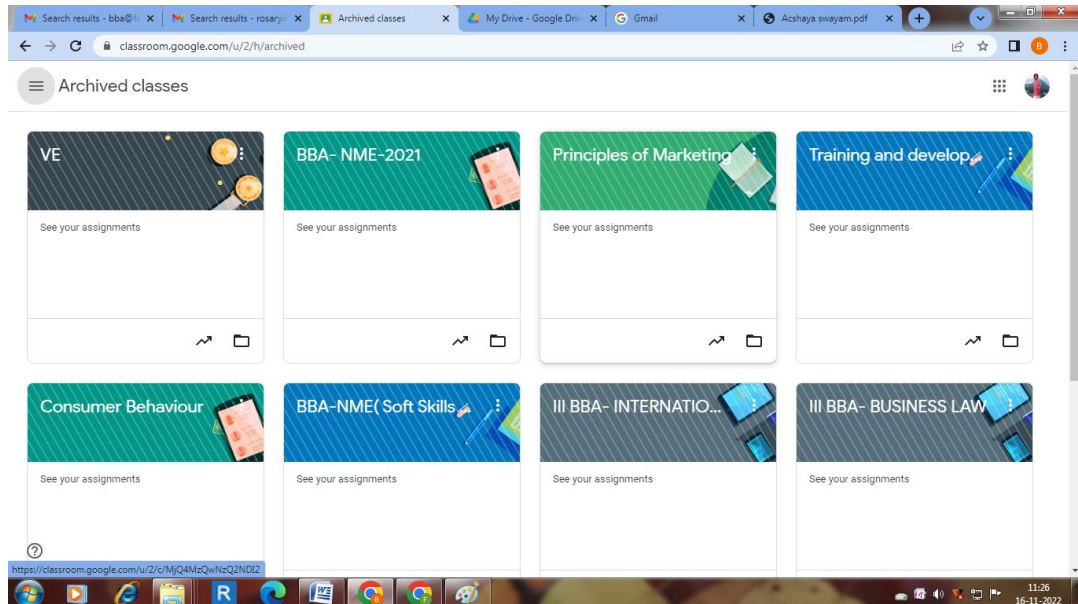 Search results - bba@f
Search results - rosaryi
Archived classes
My Drive - Google Driv
Gmail
Acshaya swayam.pdf
classroom.google.com/u/2/h/archived
B
Archived classes
VE
BBA- NME-2021
Principles of Marketing
Training and develop
See your assignments
See your assignments
See your assignments
See your assignments
Consumer Behaviour
BBA-NME( Soft Skills
III BBA- INTERNATIO...
III BBA- BUSINESS LAW
See your assignments
See your assignments
See your assignments
See your assignments
https://classroom.google.com/u/2/c/MjQ4MzQwNzQ2NDI2
R
11:26
16-11-2022